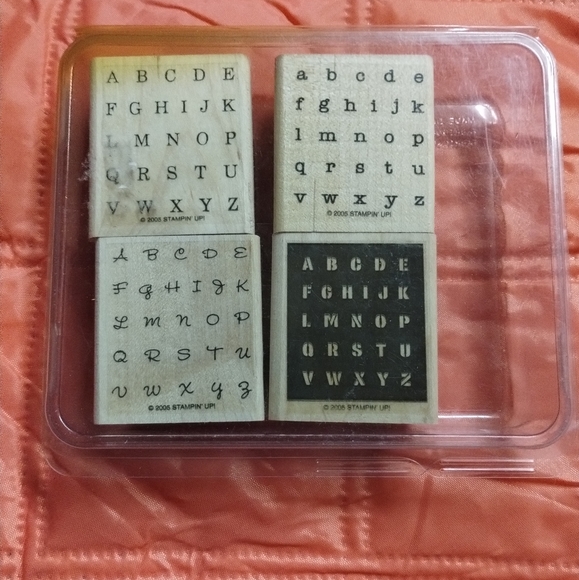 A B C D E
F G H I J K
L M N O P
Q R S T U
V W X Y Z
© 2005 STAMPIN' UP!
a b c d e
f g h i j k
l m n o p
q r s t u
v w x y z
© 2005 STAMPIN' UP!
A B C D E
F G H I J K
L M N O P
Q R S T U
V W X Y Z
© 2005 STAMPIN' UP!
A B C D E
F G H I J K
L M N O P
Q R S T U
V W X Y Z
© 2005 STAMPIN' UP!